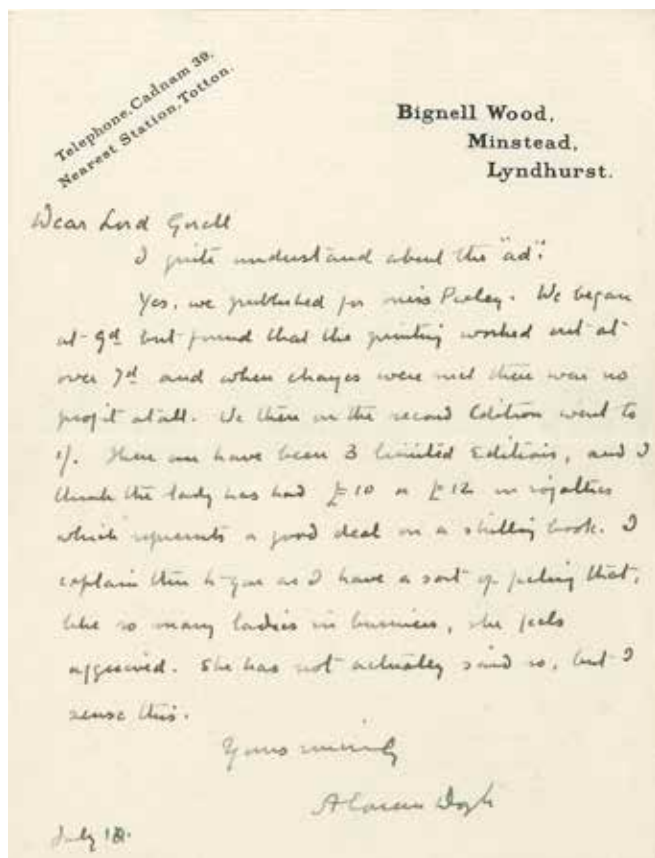 Telephone, Cadnam 39.
Nearest Station, Totton.
Bignell Wood,
Minstead,
Lyndhurst.
Dear Lord Gorell
I quite understand about the "ad".
Yes, we published for Miss . We began
at 9d but found that the printing worked out at
over 7d and when charges were met there was no
profit at all. We then in the second Edition went to
1/. There have been 3 limited Editions, and I
think the lady has had £10 or £12 in royalties
which represents a good deal on a shilling book. I
explain this to you as I have a sort of feeling that,
like so many ladies in business, she feels
aggrieved. She has not actually said so, but I
sense this.
Yours sincerely
A Conan Doyle
July